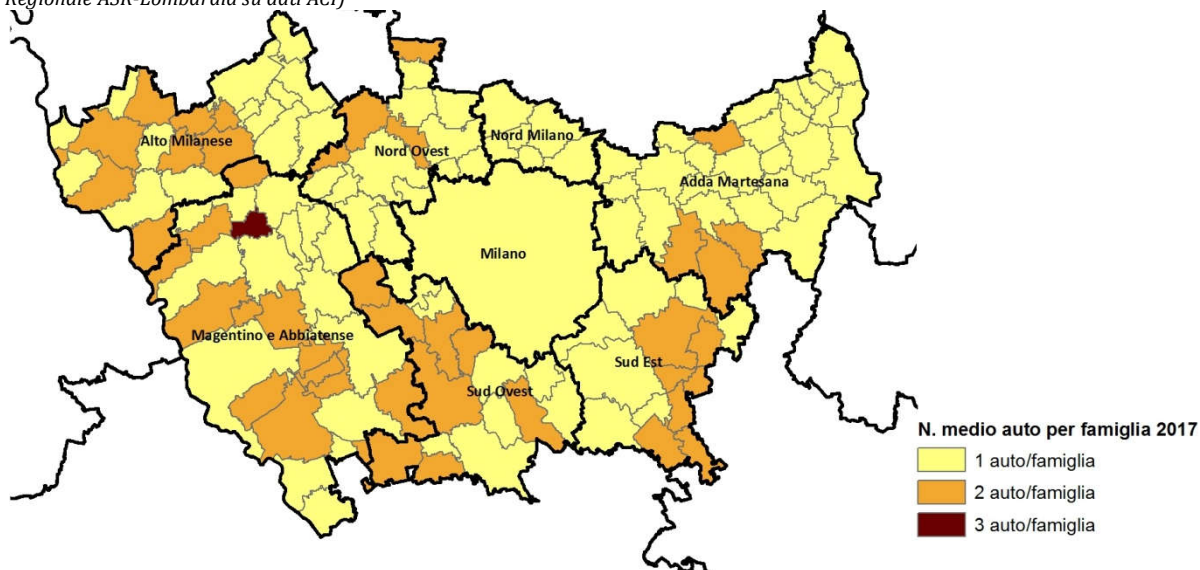 Regionale ASR-Lombardia su dati ACI)
Alto Milanese
Nord Ovest
Nord Milano
Adda Martesana
Milano
Magentino e Abbiatense
Sud Est
Sud Ovest
N. medio auto per famiglia 2017
1 auto/famiglia
2 auto/famiglia
3 auto/famiglia